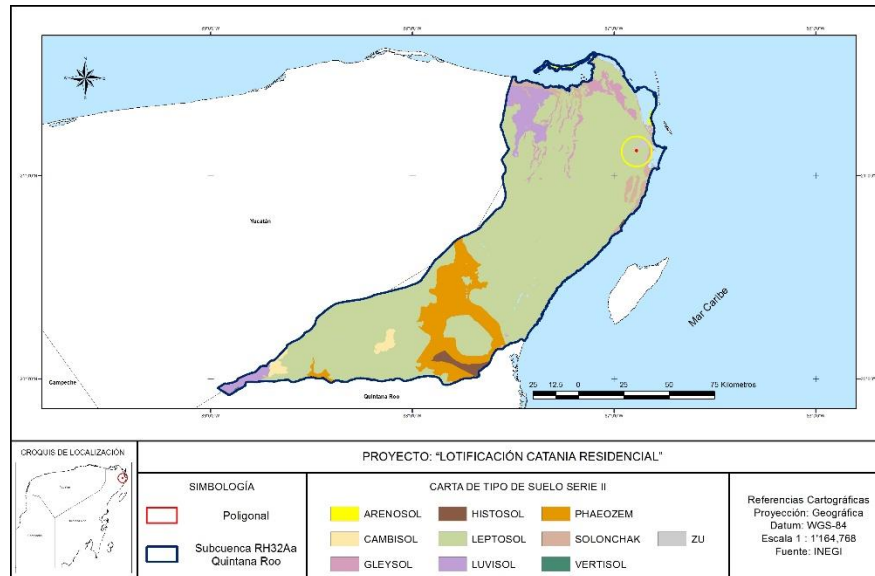 N
Yucatán
Campeche
Quintana Roo
Mar Caribe
25 12.5 0 25 50 75 Kilometros
CROQUIS DE LOCALIZACIÓN
PROYECTO: “LOTIFICACIÓN CATANIA RESIDENCIAL”
SIMBOLOGÍA
Poligonal
Subcuenca RH32Aa
Quintana Roo
CARTA DE TIPO DE SUELO SERIE II
ARENOSOL HISTOSOL PHAEOZEM
CAMBISOL LEPTOSOL SOLONCHAK ZU
GLEYSOL LUVISOL VERTISOL
Referencias Cartográficas
Proyección: Geográfica
Datum: WGS-84
Escala 1 : 1'164,768
Fuente: INEGI